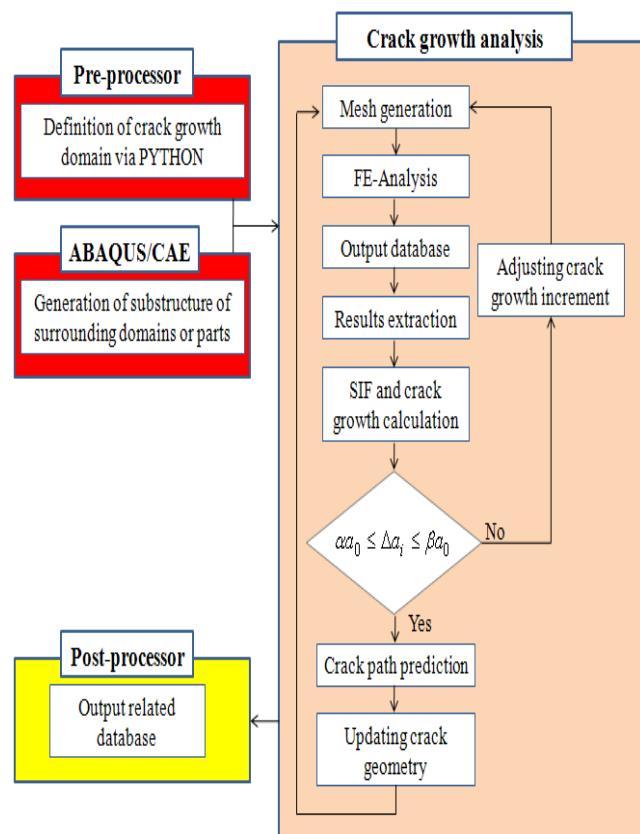 Crack growth analysis
Pre-processor
Definition of crack growth
domain via PYTHON
ABAQUS/CAE
Generation of substructure of
surrounding domains or parts
Mesh generation
FE-Analysis
Output database
Results extraction
SIF and crack
growth calculation
Adjusting crack
growth increment
αa₀ ≤ Δaᵢ ≤ βa₀
No
Yes
Crack path prediction
Updating crack
geometry
Post-processor
Output related
database